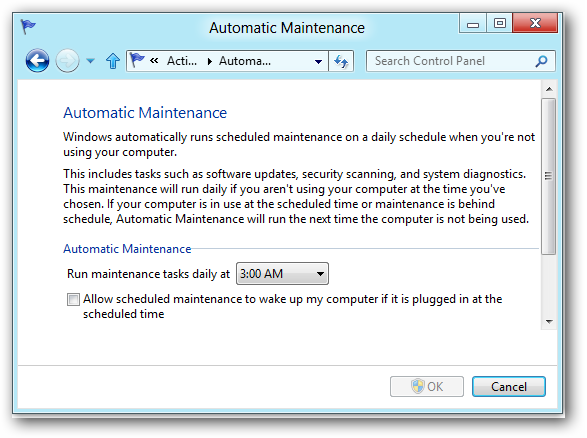 Automatic Maintenance
« Acti... Automa... Search Control Panel
Automatic Maintenance
Windows automatically runs scheduled maintenance on a daily schedule when you're not
using your computer.
This includes tasks such as software updates, security scanning, and system diagnostics.
This maintenance will run daily if you aren't using your computer at the time you've
chosen. If your computer is in use at the scheduled time or maintenance is behind
schedule, Automatic Maintenance will run the next time the computer is not being used.
Automatic Maintenance
Run maintenance tasks daily at 3:00 AM
Allow scheduled maintenance to wake up my computer if it is plugged in at the
scheduled time
OK Cancel